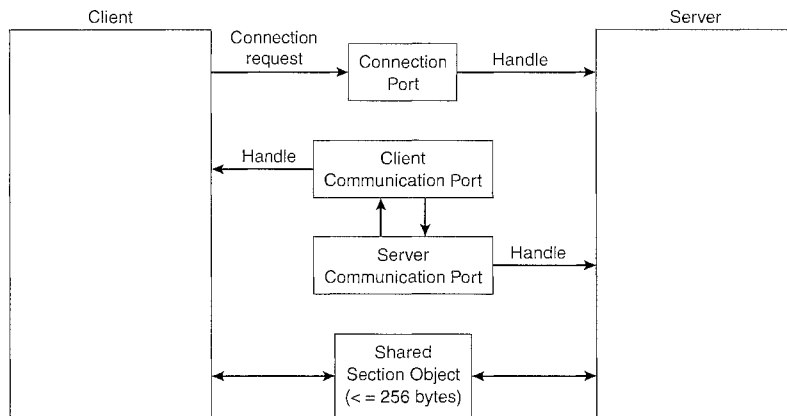 Client
Server
Connection
request
Connection
Port
Handle
Handle
Client
Communication Port
Server
Communication Port
Handle
Shared
Section Object
(< = 256 bytes)